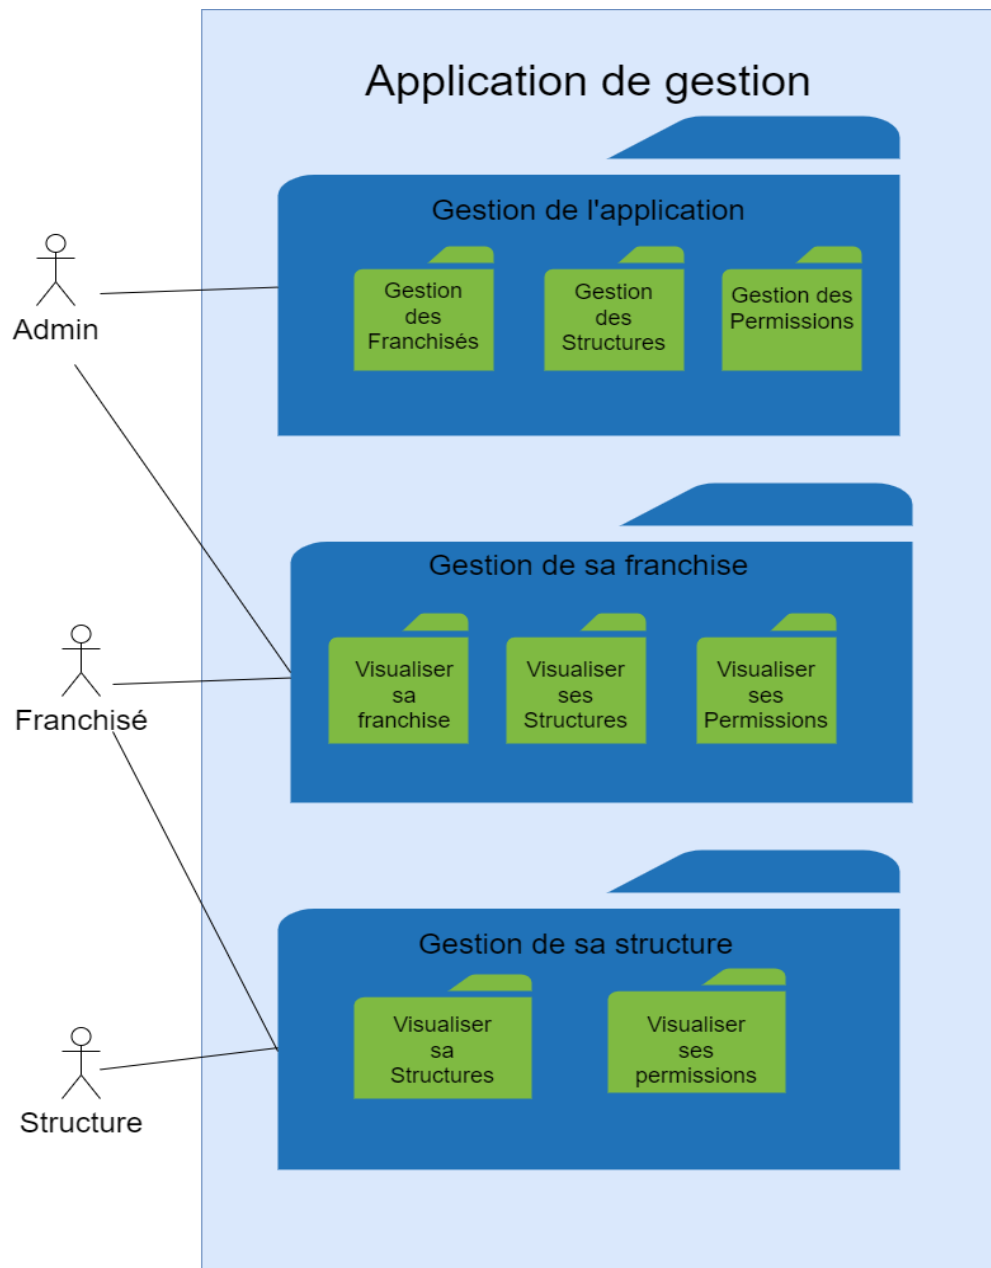 Application de gestion
Gestion de l'application
Gestion
des
Franchisés
Gestion
des
Structures
Gestion des
Permissions
Admin
Gestion de sa franchise
Visualiser
sa
franchise
Visualiser
ses
Structures
Visualiser
ses
Permissions
Franchisé
Gestion de sa structure
Visualiser
sa
Structures
Visualiser
ses
permissions
Structure